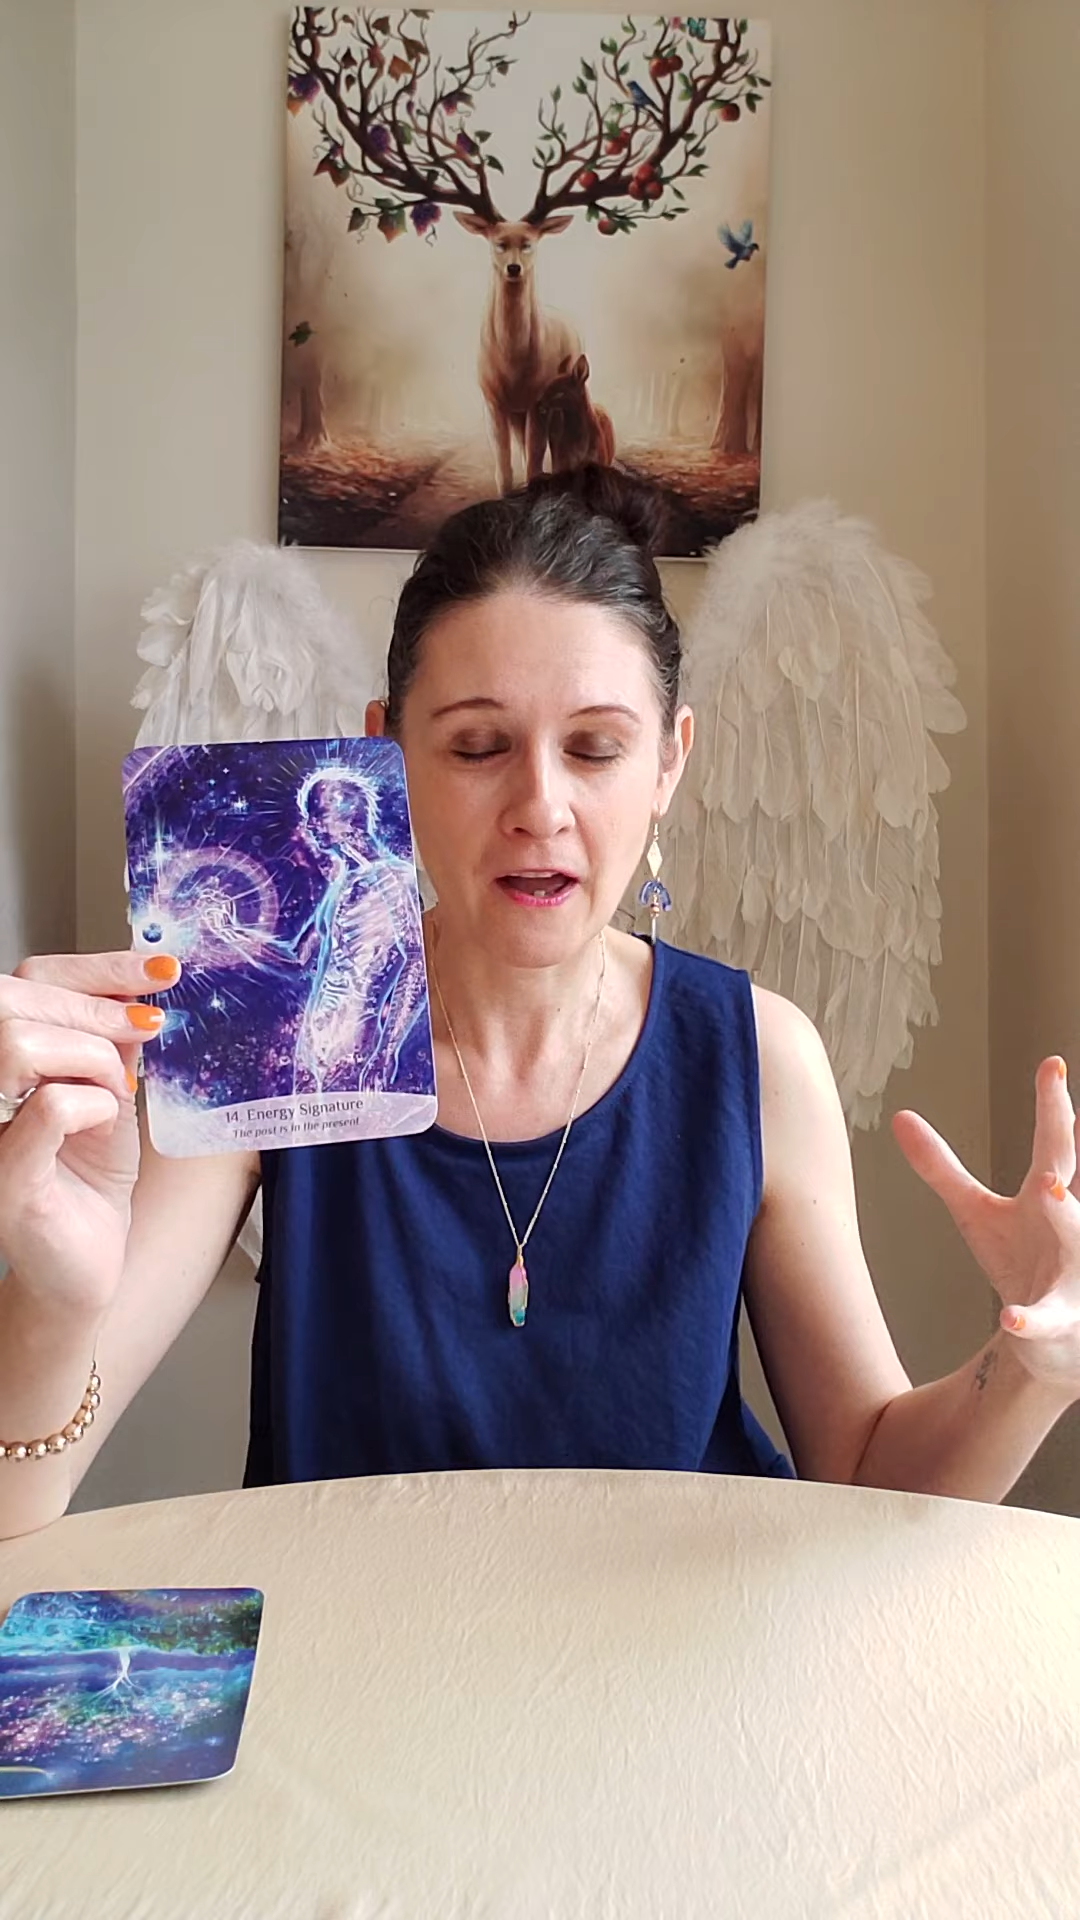 14. Energy Signature
The past is in the present